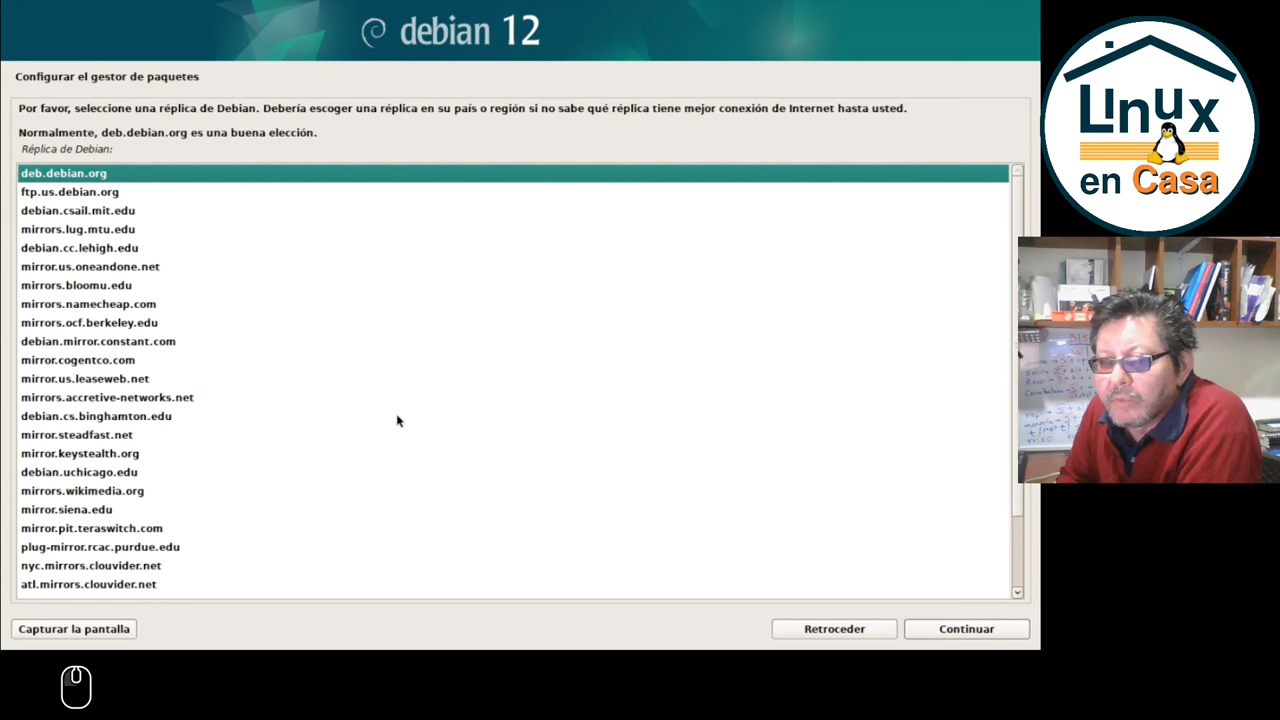 debian 12
Configurar el gestor de paquetes
Por favor, seleccione una réplica de Debian. Debería escoger una réplica en su país o región si no sabe qué réplica tiene mejor conexión de Internet hasta usted.
Normalmente, deb.debian.org es una buena elección.
Réplica de Debian:
deb.debian.org
ftp.us.debian.org
debian.csail.mit.edu
mirrors.lug.mtu.edu
debian.cc.lehigh.edu
mirror.us.oneandone.net
mirrors.bloomu.edu
mirrors.namecheap.com
mirrors.ocf.berkeley.edu
debian.mirror.constant.com
mirror.cogentco.com
mirror.us.leaseweb.net
mirrors.accretive-networks.net
debian.cs.binghamton.edu
mirror.steadfast.net
mirror.keystealth.org
debian.uchicago.edu
mirrors.wikimedia.org
mirror.siena.edu
mirror.pit.teraswitch.com
plug-mirror.rcac.purdue.edu
nyc.mirrors.clouvider.net
atl.mirrors.clouvider.net
Capturar la pantalla
Retroceder
Continuar
Linux
en Casa